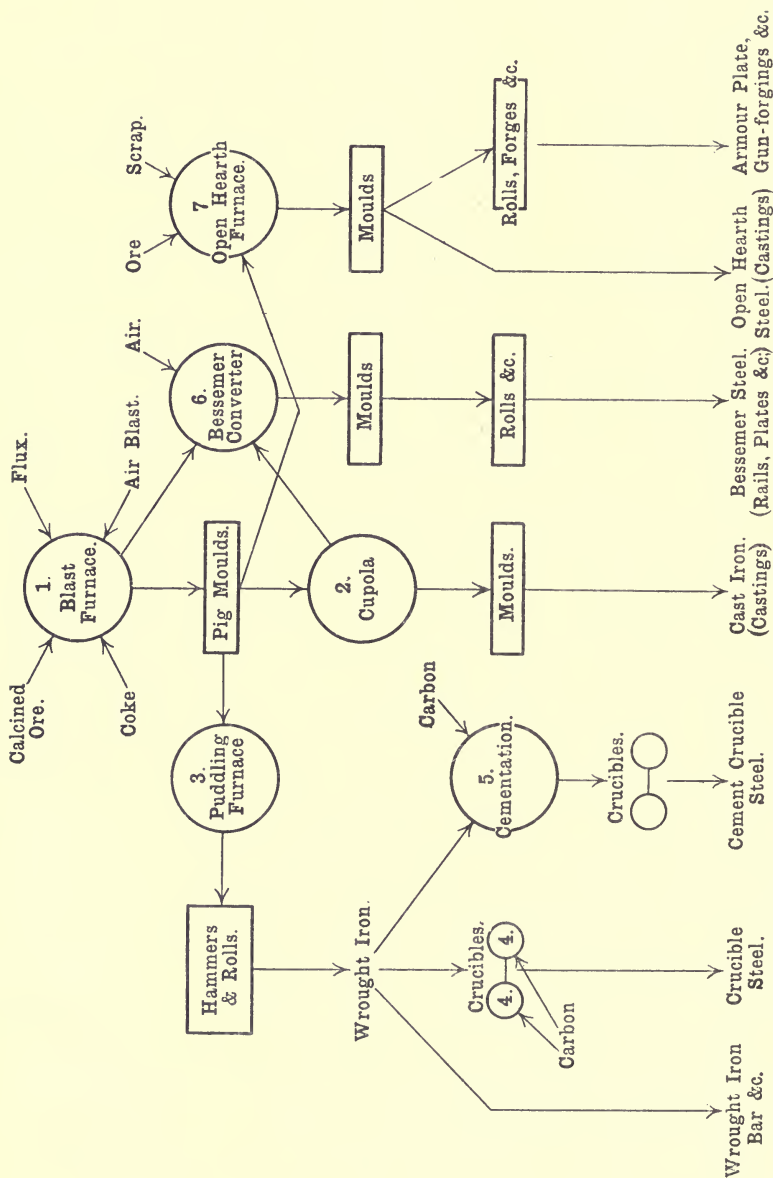 Flux.
Calcined
Ore.
1.
Blast
Furnace.
Coke
Air Blast.
Air.
Ore
Scrap.
Hammers
& Rolls.
3.
Puddling
Furnace
Pig Moulds.
6.
Bessemer
Converter
7
Open Hearth
Furnace.
2.
Cupola
Moulds
Moulds
Wrought Iron.
Carbon
5.
Cementation.
Moulds.
Rolls &c.
Rolls, Forges &c.
Crucibles.
4.
4.
Carbon
Crucibles.
Wrought Iron
Bar &c.
Crucible
Steel.
Cement Crucible
Steel.
Cast Iron.
(Castings)
Bessemer Steel.
(Rails, Plates &c;)
Open Hearth
Steel.(Castings)
Armour Plate,
Gun-forgings &c.